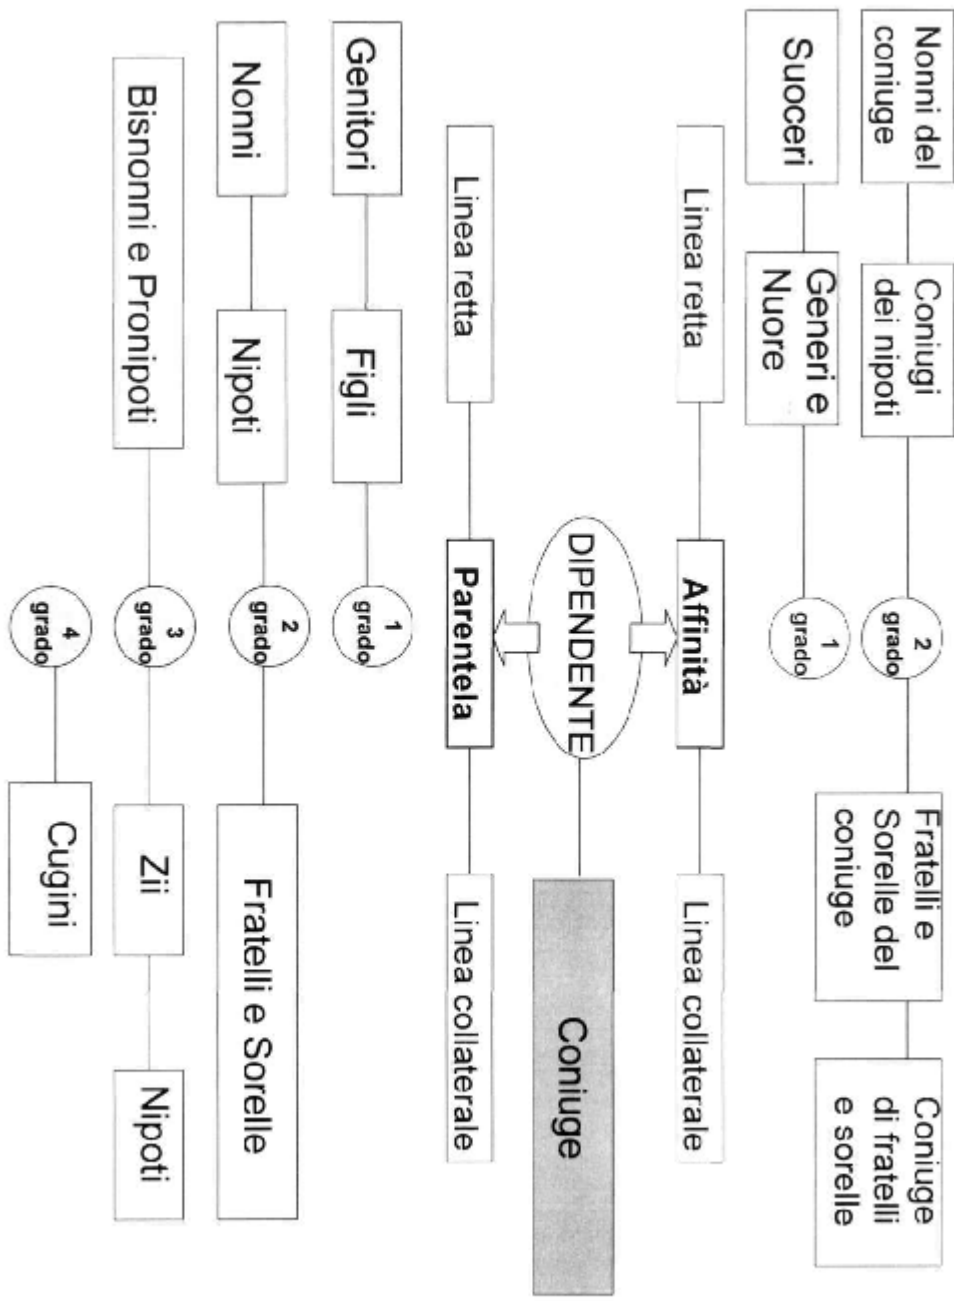 Nonni del
coniuge
Coniugi
dei nipoti
2
grado
Fratelli e
Sorelle del
coniuge
Coniuge
di fratelli
e sorelle
Suoceri
Generi e
Nuore
1
grado
Linea retta
Affinità
Linea collaterale
DIPENDENTE
Coniuge
Linea retta
Parentela
Linea collaterale
Genitori
Figli
1
grado
Nonni
Nipoti
2
grado
Fratelli e Sorelle
Bisnonni e Pronipoti
3
grado
Zii
Nipoti
4
grado
Cugini